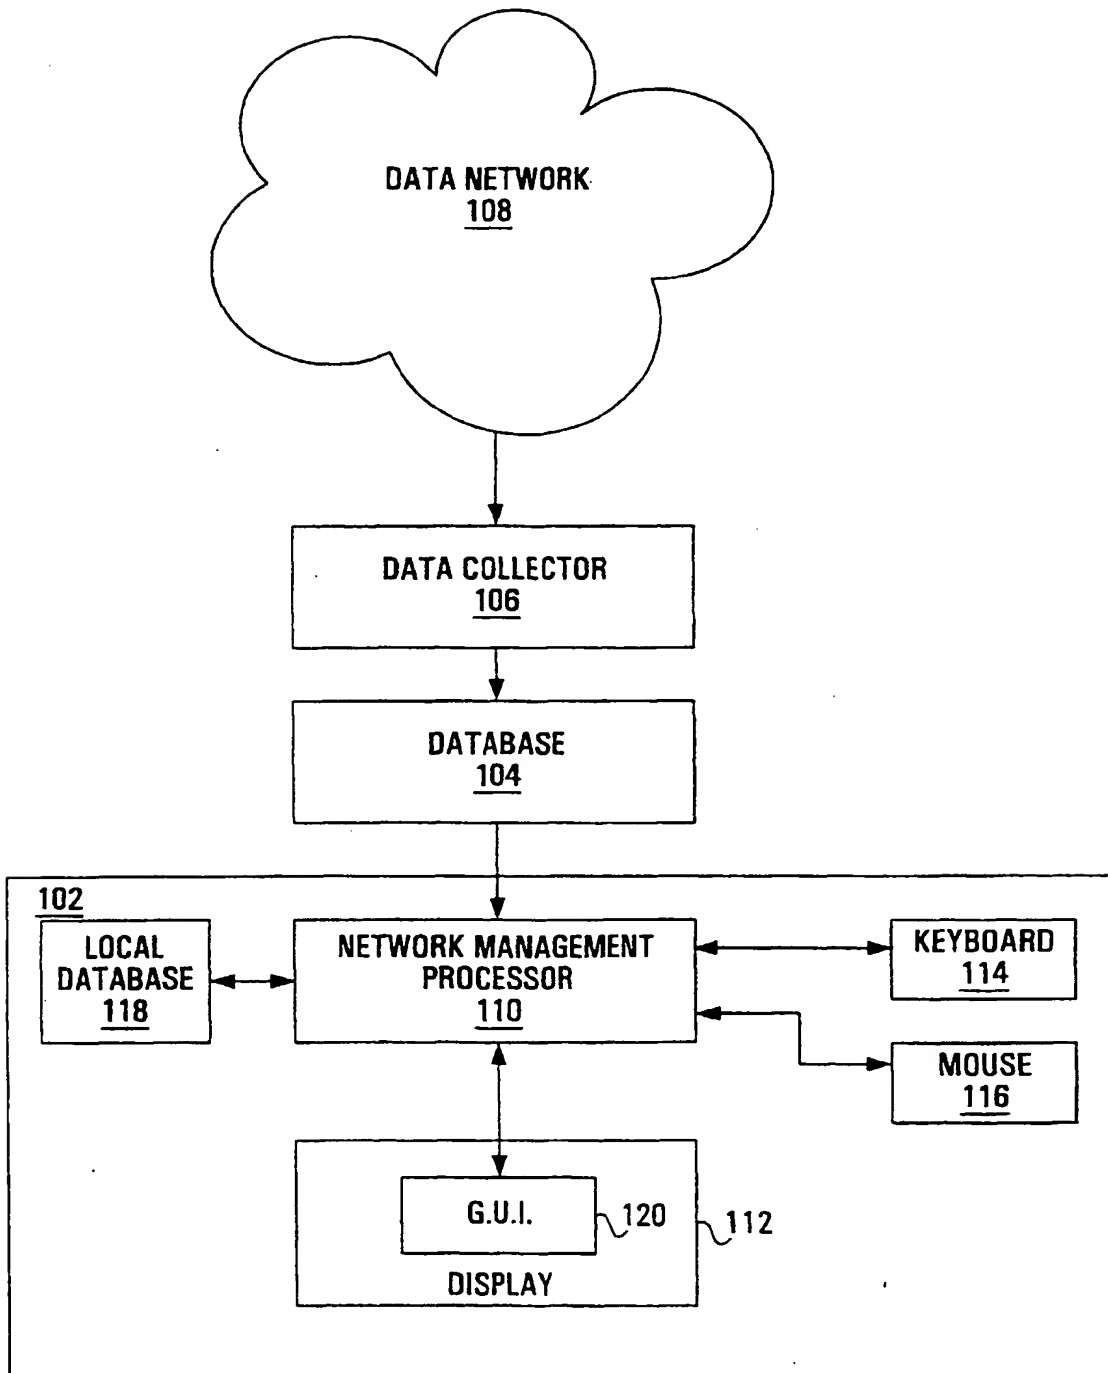 DATA NETWORK
108
DATA COLLECTOR
106
DATABASE
104
102
LOCAL
DATABASE
118
NETWORK MANAGEMENT
PROCESSOR
110
KEYBOARD
114
MOUSE
116
G.U.I.
120
112
DISPLAY